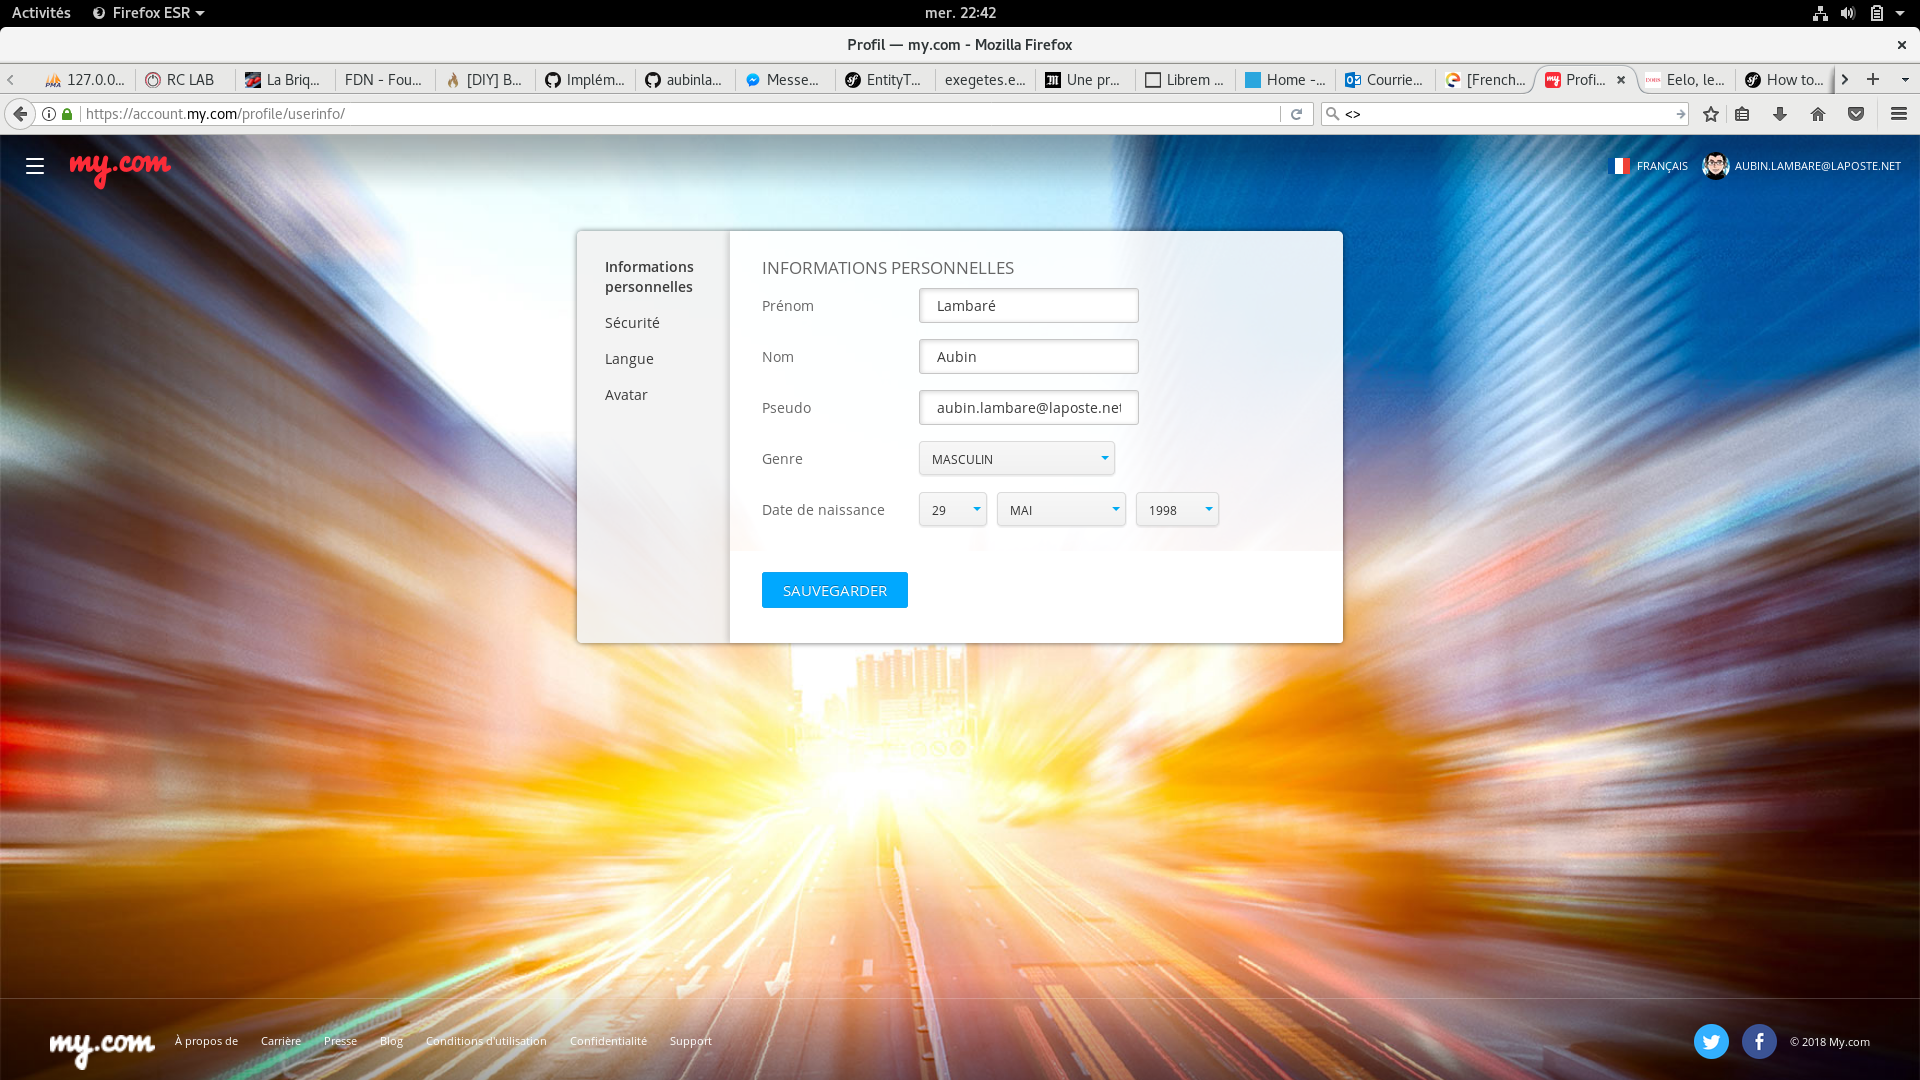 Activités Firefox ESR mer. 22:42
Profil — my.com - Mozilla Firefox
127.0.0... RC LAB La Briq... FDN - Fou... [DIY] B... Implém... aubinla... Messe... EntityT... exegetes.e... Une pr... Librem ... Home -... Courrie... [French... Profi... Eelo, le... How to...
https://account.my.com/profile/userinfo/ <>
my.com FRANÇAIS AUBIN.LAMBARE@LAPOSTE.NET
Informations
personnelles
Sécurité
Langue
Avatar
INFORMATIONS PERSONNELLES
Prénom Lambaré
Nom Aubin
Pseudo aubin.lambare@laposte.net
Genre MASCULIN
Date de naissance 29 MAI 1998
SAUVEGARDER
my.com À propos de Carrière Presse Blog Conditions d'utilisation Confidentialité Support © 2018 My.com